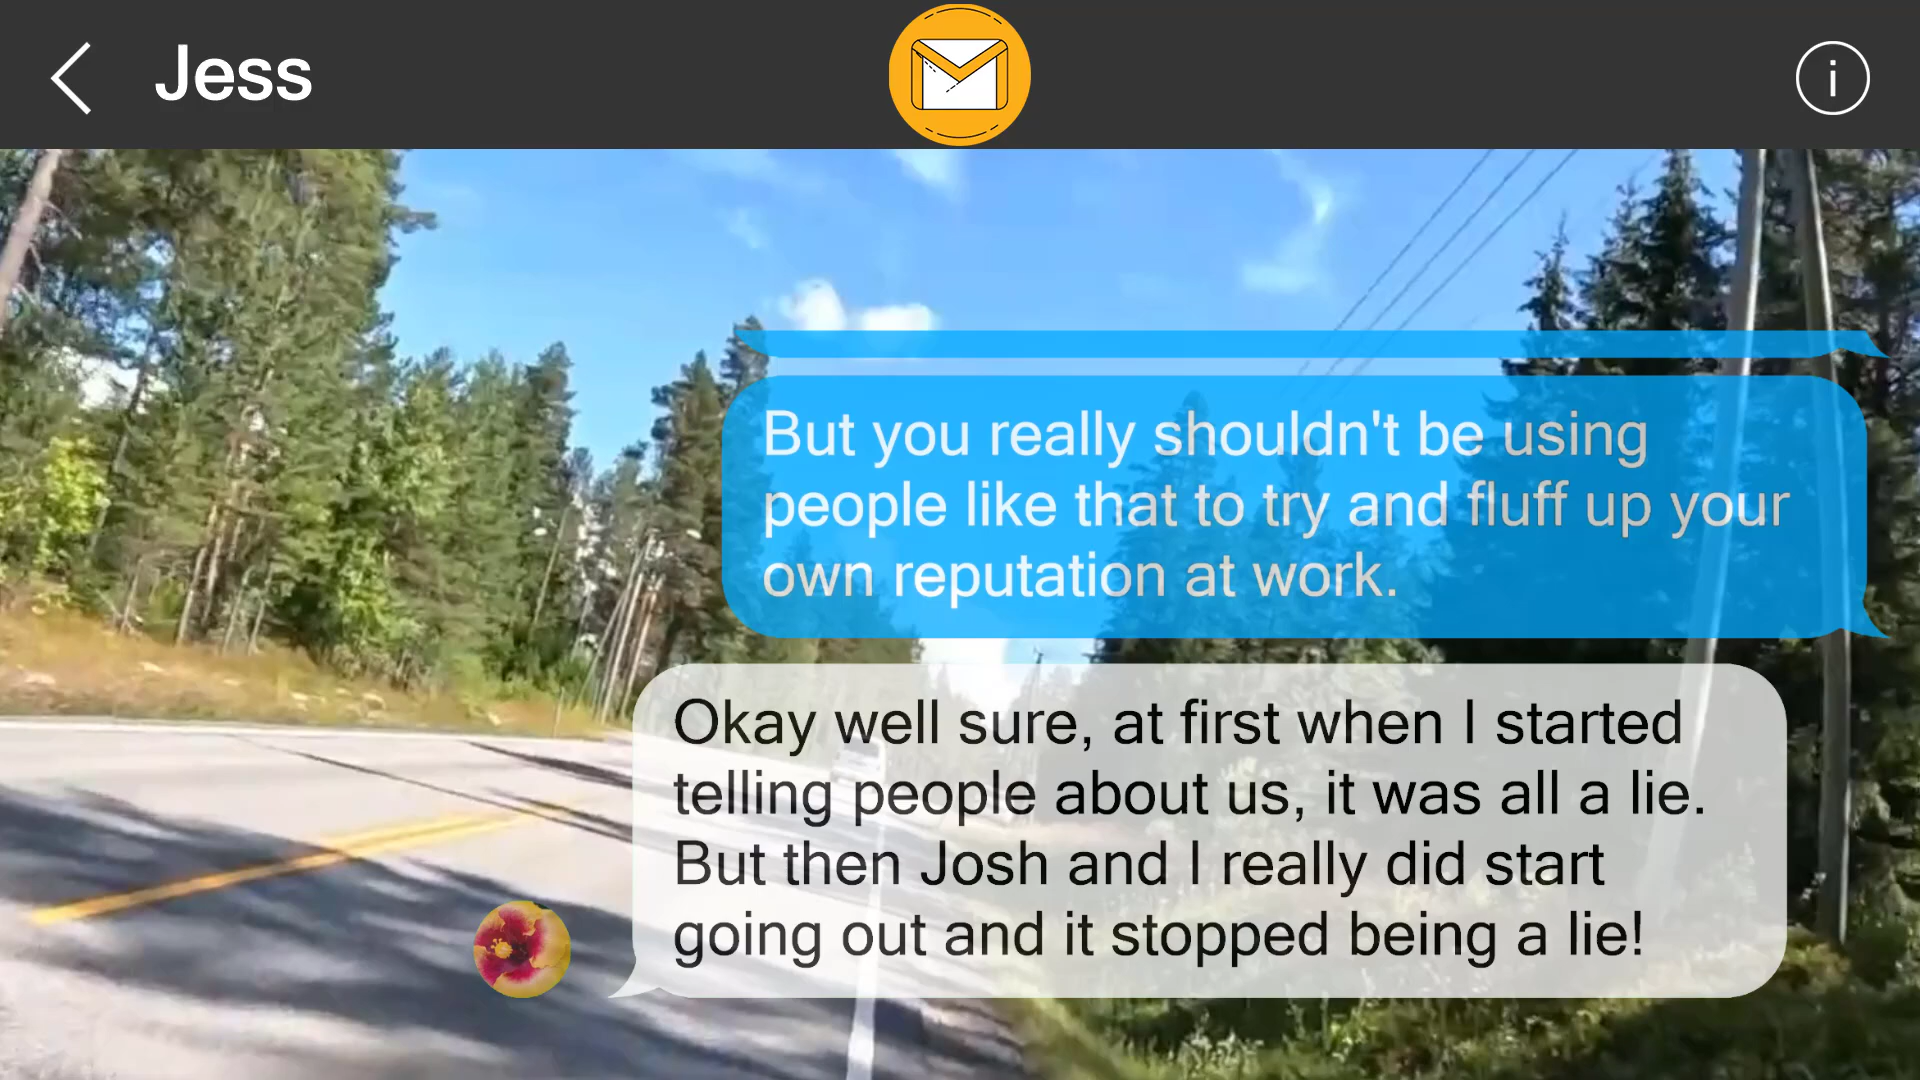 Jess
But you really shouldn't be using
people like that to try and fluff up your
own reputation at work.
Okay well sure, at first when I started
telling people about us, it was all a lie.
But then Josh and I really did start
going out and it stopped being a lie!